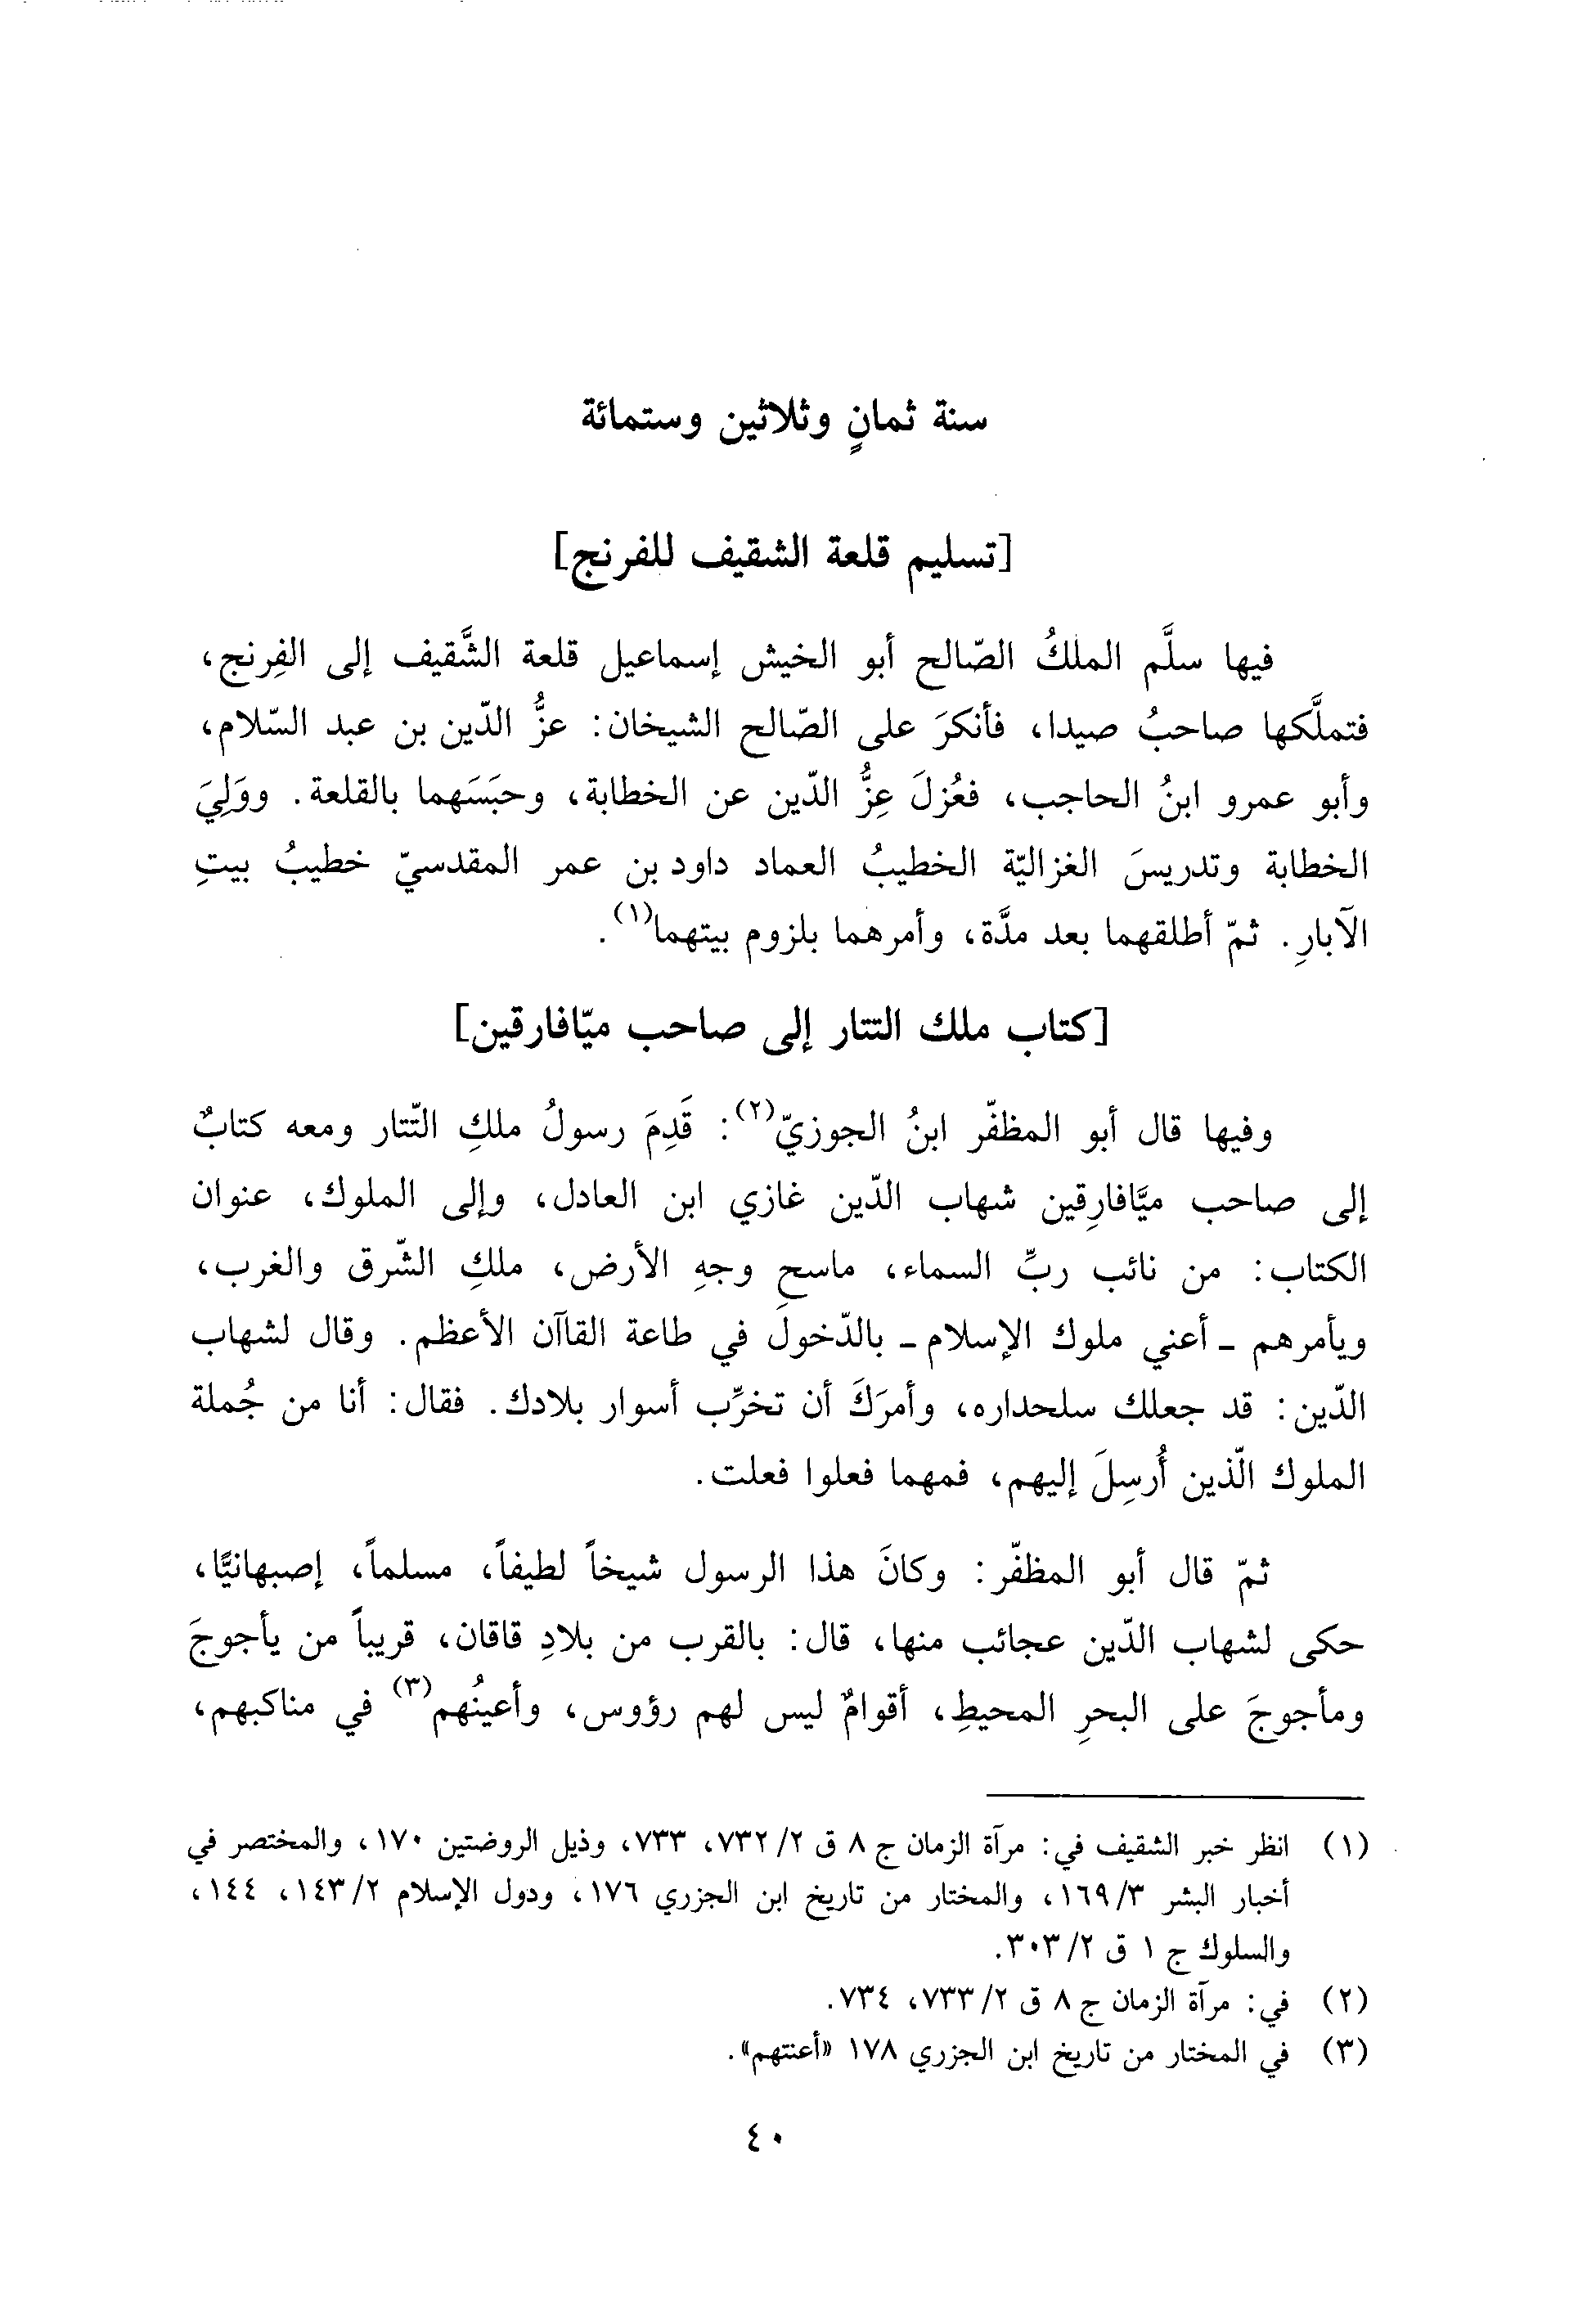 سنة ثمانٍ وثلاثين وستمائة
[تسليم قلعة الشقيف للفرنج]
فيها سلَّم الملكُ الصّالح أبو الخيش إسماعيل قلعة الشَّقيف إلى الفِرنج،
فتملَّكها صاحبُ صيدا، فأنكرَ على الصّالح الشيخان: عزُّ الدّين بن عبد السّلام،
وأبو عمرو ابنُ الحاجب، فعُزلَ عِزُّ الدّين عن الخطابة، وحبَسَهما بالقلعة. ووَلِيَ
الخطابة وتدريسَ الغزاليّة الخطيبُ العماد داود بن عمر المقدسيّ خطيبُ بيتِ
الآبارِ. ثمّ أطلقهما بعد مدَّة، وأمرهما بلزوم بيتهما(١).
[كتاب ملك التتار إلى صاحب ميّافارقين]
وفيها قال أبو المظفّر ابنُ الجوزيّ(٢): قَدِمَ رسولُ ملكِ التّتار ومعه كتابٌ
إلى صاحب ميَّافارِقين شهاب الدّين غازي ابن العادل، وإلى الملوك، عنوان
الكتاب: من نائب ربِّ السماء، ماسحِ وجهِ الأرض، ملكِ الشّرق والغرب،
ويأمرهم ـ أعني ملوك الإسلام ـ بالدّخول في طاعة القاآن الأعظم. وقال لشهاب
الدّين: قد جعلك سلحداره، وأمرَكَ أن تخرِّب أسوار بلادك. فقال: أنا من جُملة
الملوك الّذين أُرسِلَ إليهم، فمهما فعلوا فعلت.
ثمّ قال أبو المظفّر: وكانَ هذا الرسول شيخاً لطيفاً، مسلماً، إصبهانيًّا،
حكى لشهاب الدّين عجائب منها، قال: بالقرب من بلادِ قاقان، قريباً من يأجوجَ
ومأجوجَ على البحرِ المحيطِ، أقوامٌ ليس لهم رؤوس، وأعينُهم(٣) في مناكبهم،
(١) انظر خبر الشقيف في: مرآة الزمان ج ٨ ق ٢/ ٧٣٢، ٧٣٣، وذيل الروضتين ١٧٠، والمختصر في
أخبار البشر ٣/ ١٦٩، والمختار من تاريخ ابن الجزري ١٧٦، ودول الإسلام ٢/ ١٤٣، ١٤٤،
والسلوك ج ١ ق ٢/ ٣٠٣.
(٢) في: مرآة الزمان ج ٨ ق ٢/ ٧٣٣، ٧٣٤.
(٣) في المختار من تاريخ ابن الجزري ١٧٨ «أعنتهم».
٤٠